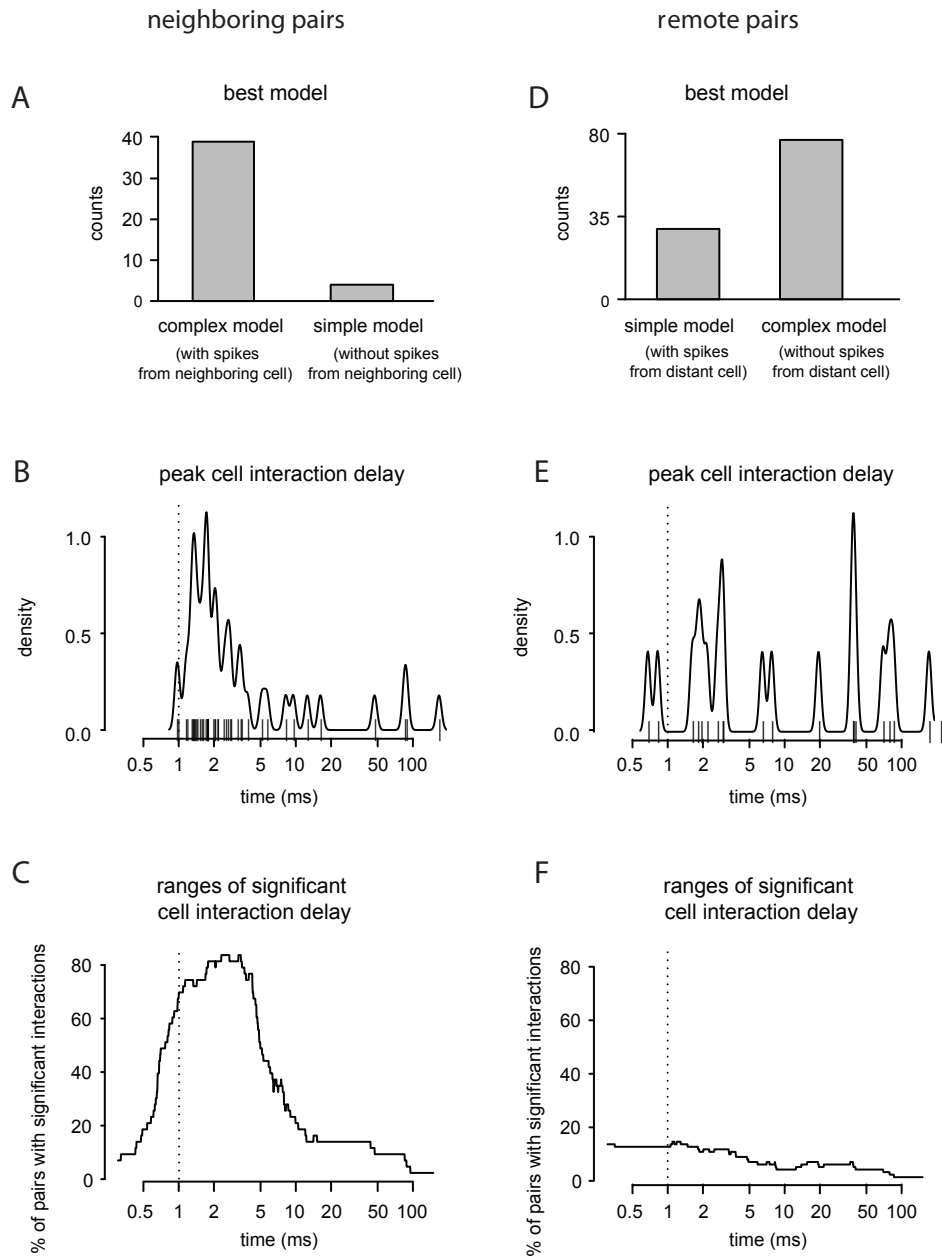 neighboring pairs
remote pairs
A
best model
counts
40
30
20
10
0
complex model
(with spikes
from neighboring cell)
simple model
(without spikes
from neighboring cell)
D
best model
counts
80
35
0
simple model
(with spikes
from distant cell)
complex model
(without spikes
from distant cell)
B
peak cell interaction delay
density
1.0
0.5
0.0
0.5 1 2 5 10 20 50 100
time (ms)
E
peak cell interaction delay
density
1.0
0.5
0.0
0.5 1 2 5 10 20 50 100
time (ms)
C
ranges of significant
cell interaction delay
% of pairs with significant interactions
80
60
40
20
0
0.5 1 2 5 10 20 50 100
time (ms)
F
ranges of significant
cell interaction delay
% of pairs with significant interactions
80
60
40
20
0
0.5 1 2 5 10 20 50 100
time (ms)